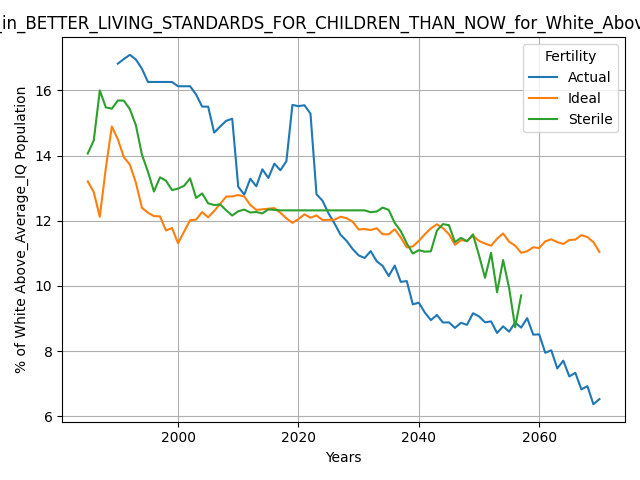 _in_BETTER_LIVING_STANDARDS_FOR_CHILDREN_THAN_NOW_for_White_Abov
% of White Above_Average_IQ Population
16
14
12
10
8
6
Fertility
Actual
Ideal
Sterile
2000
2020
2040
2060
Years